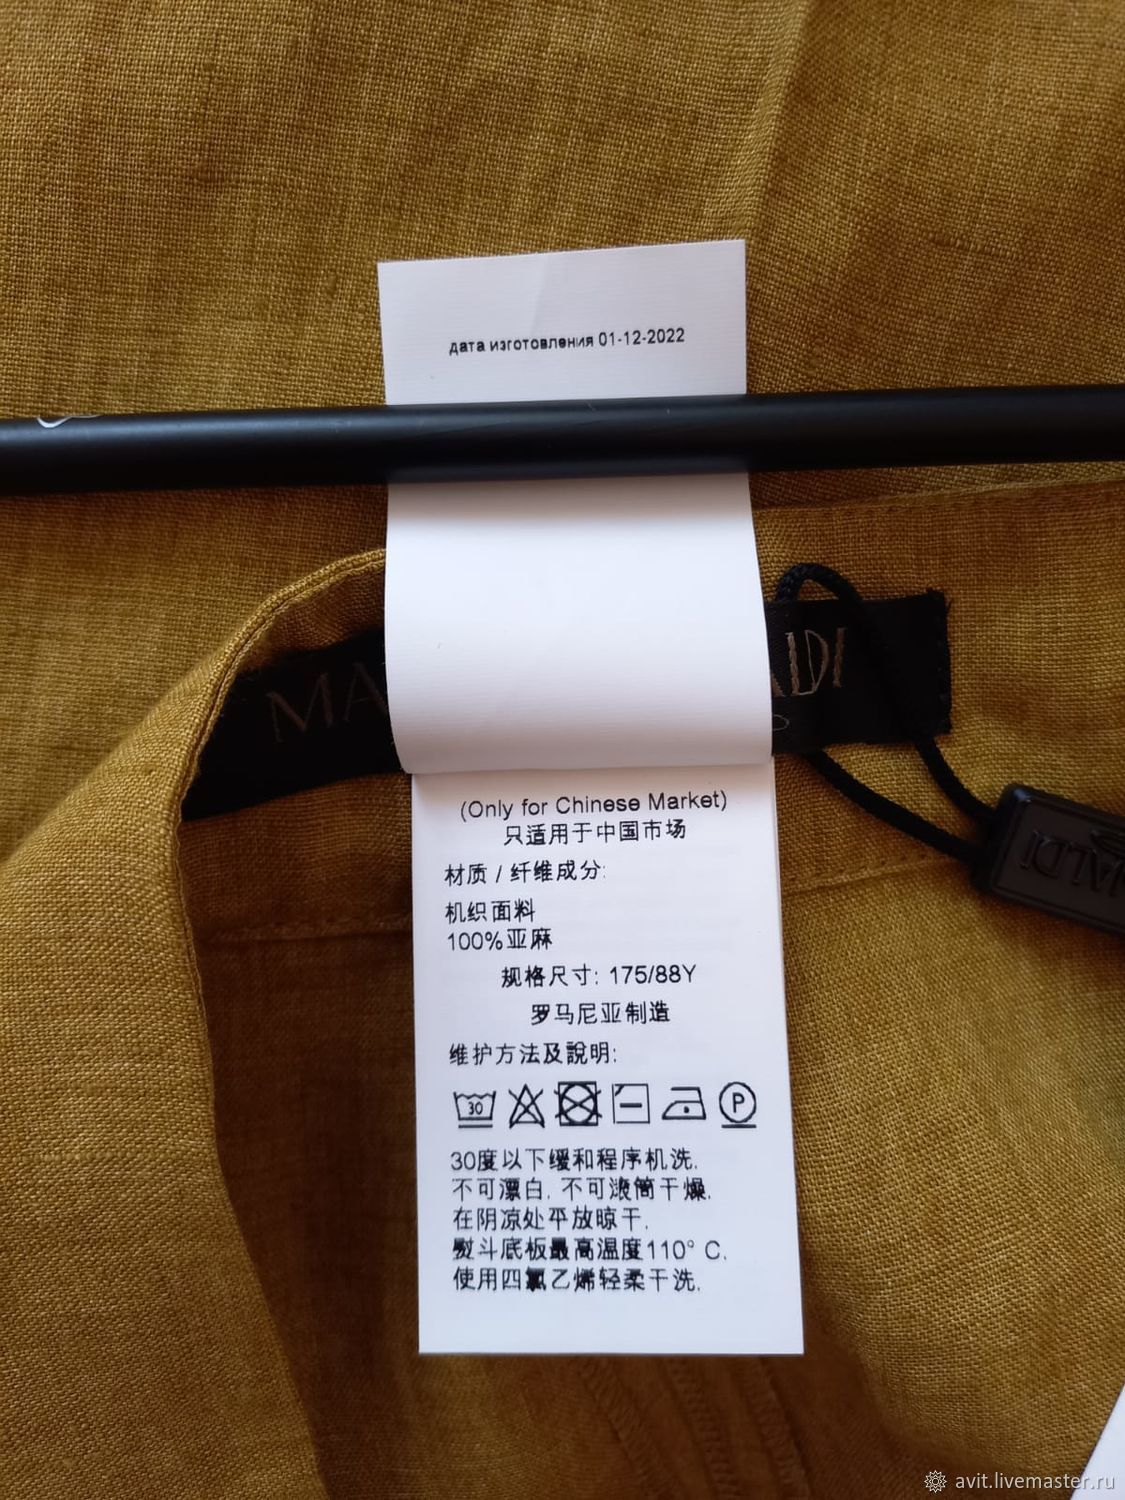 дата изготовления 01-12-2022
(Only for Chinese Market)
只适用于中国市场
材质 / 纤维成分:
机织面料
100%亚麻
规格尺寸: 175/88Y
罗马尼亚制造
维护方法及說明:
30
P
30度以下缓和程序机洗.
不可漂白. 不可滚筒干燥.
在阴凉处平放晾干.
熨斗底板最高温度110° C.
使用四氯乙烯轻柔干洗.
avit.livemaster.ru